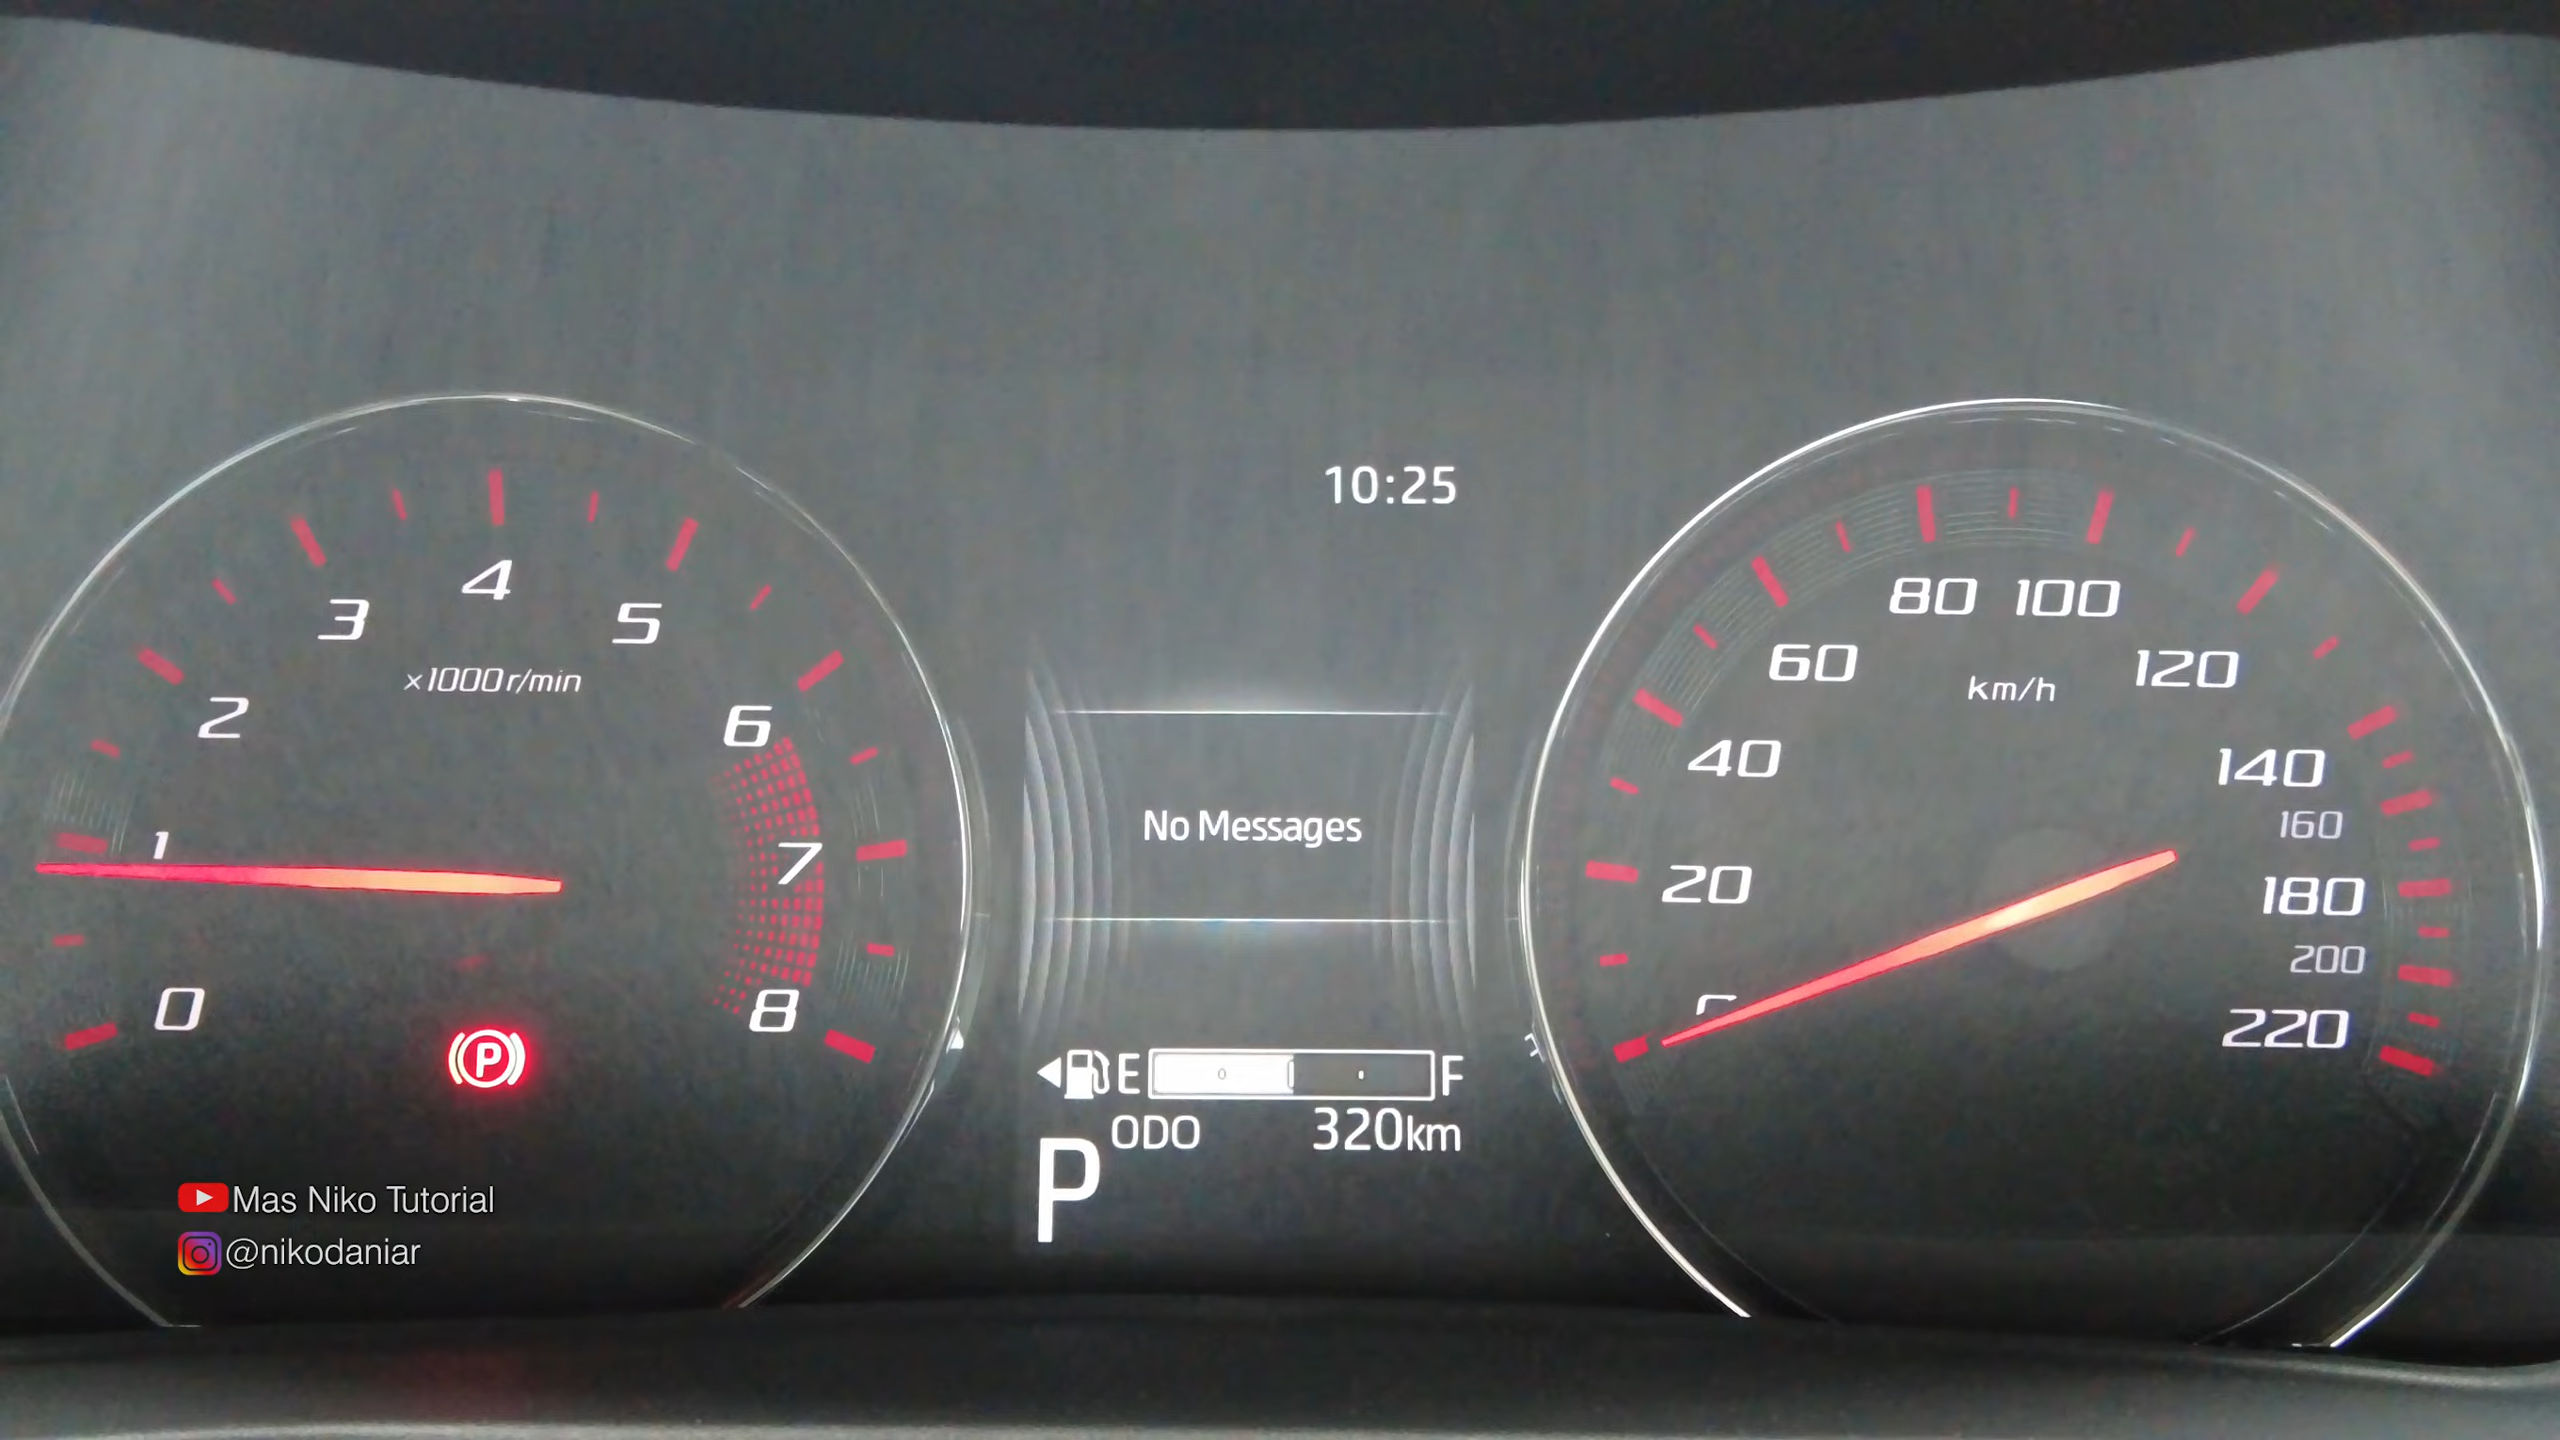 10:25
4
3
5
×1000r/min
2
6
1
7
0
8
80 100
60
120
km/h
40
140
160
20
180
200
220
No Messages
E F
ODO 320km
P
P
Mas Niko Tutorial
@nikodaniar